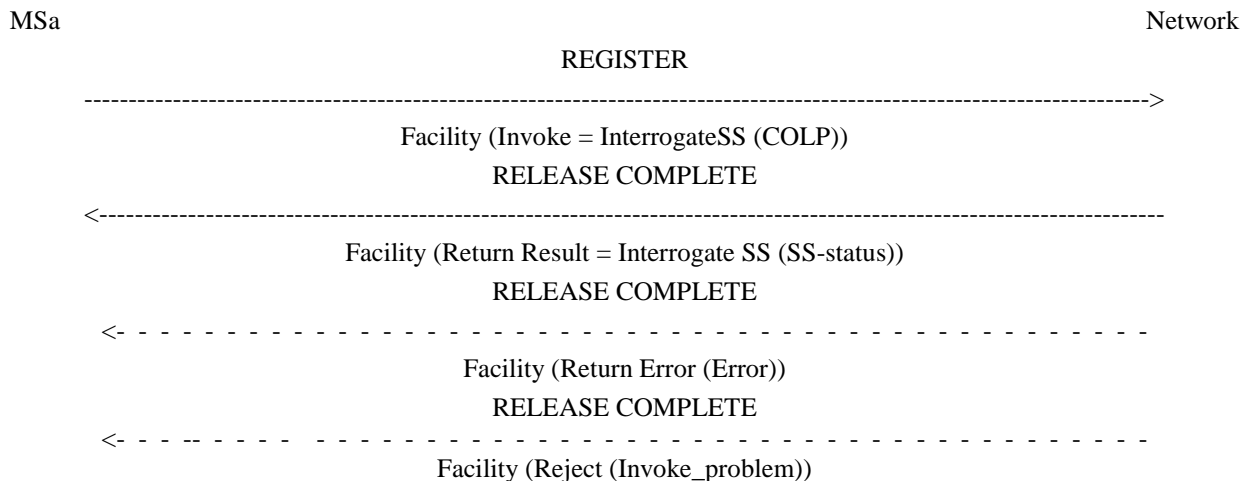 MSa Network
REGISTER
------------------------------------------------------------------------------------------------------------------------>
Facility (Invoke = InterrogateSS (COLP))
RELEASE COMPLETE
<------------------------------------------------------------------------------------------------------------------------
Facility (Return Result = Interrogate SS (SS-status))
RELEASE COMPLETE
<- - - - - - - - - - - - - - - - - - - - - - - - - - - - - - - - - - - - - - - -
Facility (Return Error (Error))
RELEASE COMPLETE
<- - - -- - - - - - - - - - - - - - - - - - - - - - - - - - - - - - - - - - - -
Facility (Reject (Invoke_problem))